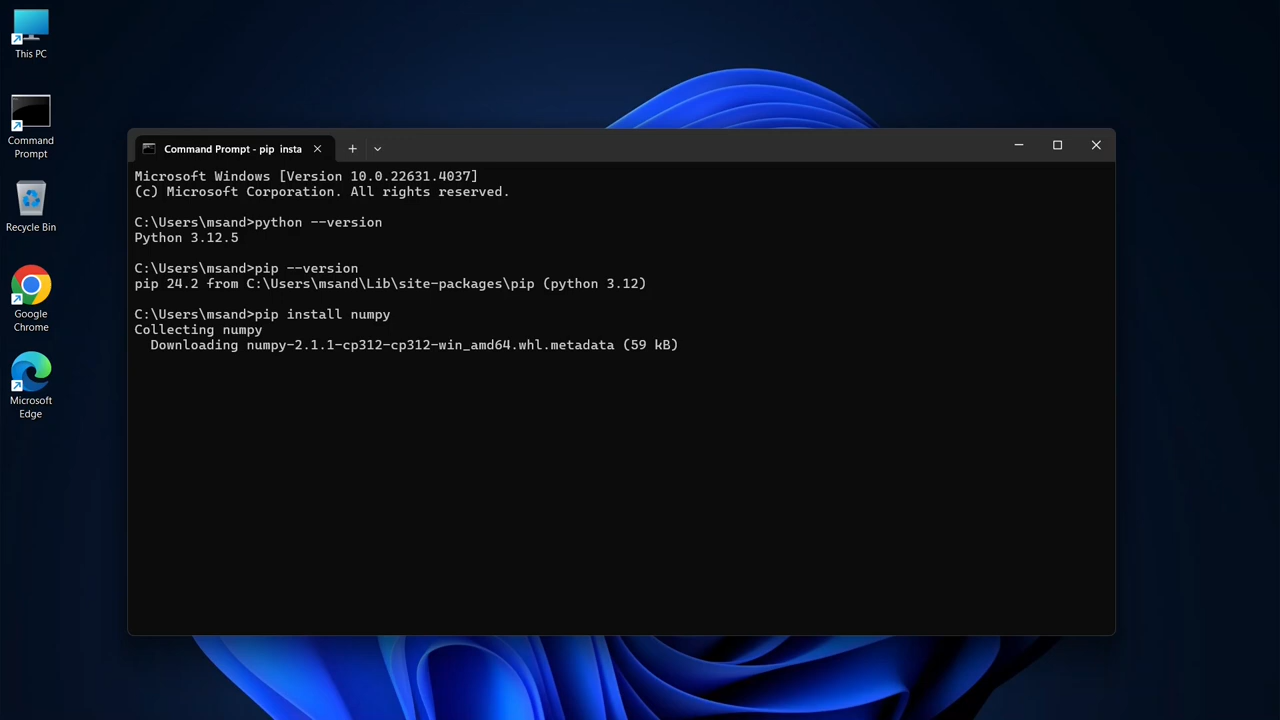 This PC
Command
Prompt
Recycle Bin
Google
Chrome
Microsoft
Edge
Command Prompt - pip  insta
Microsoft Windows [Version 10.0.22631.4037]
(c) Microsoft Corporation. All rights reserved.
C:\Users\msand>python --version
Python 3.12.5
C:\Users\msand>pip --version
pip 24.2 from C:\Users\msand\Lib\site-packages\pip (python 3.12)
C:\Users\msand>pip install numpy
Collecting numpy
  Downloading numpy-2.1.1-cp312-cp312-win_amd64.whl.metadata (59 kB)